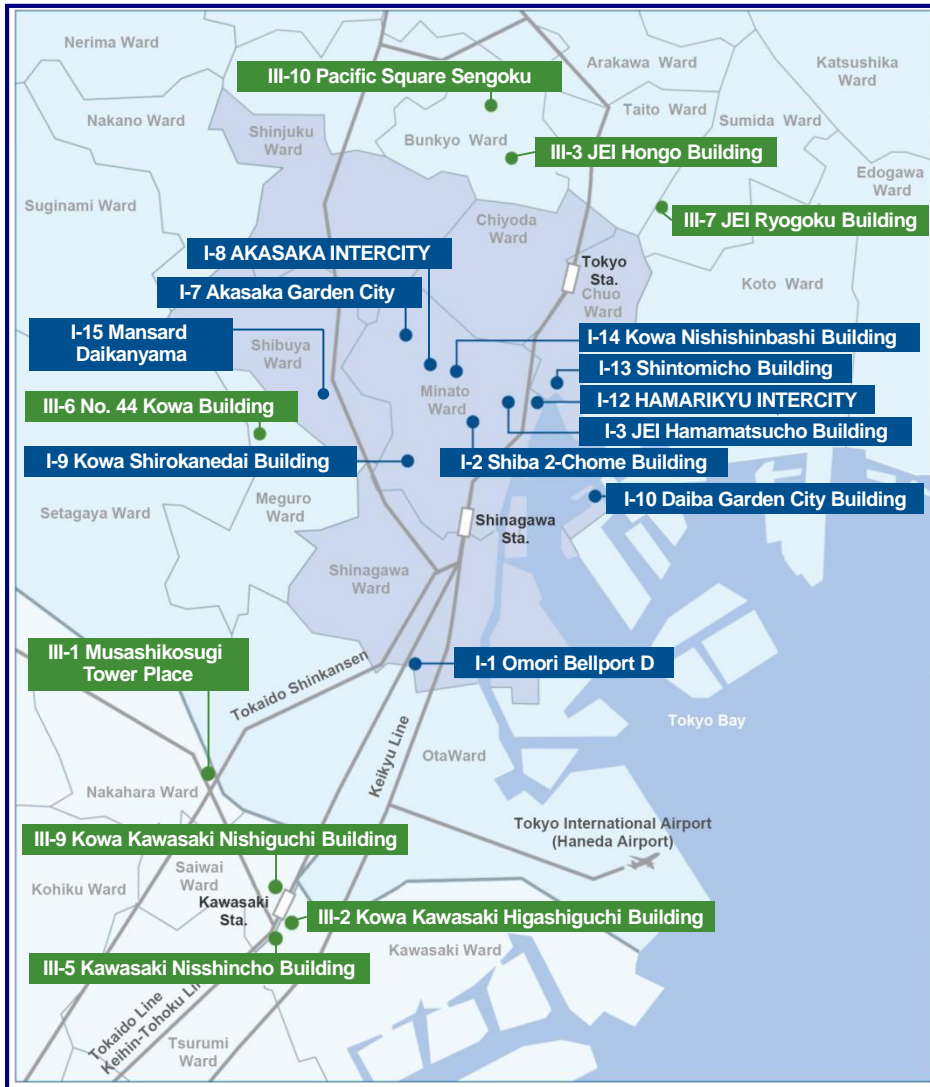 Nerima Ward
III-10 Pacific Square Sengoku
Arakawa Ward
Katsushika
Ward
Nakano Ward
Shinjuku
Ward
Bunkyo Ward
Taito Ward
Sumida Ward
III-3 JEI Hongo Building
Edogawa
Ward
Suginami Ward
III-7 JEI Ryogoku Building
Chiyoda
Ward
I-8 AKASAKA INTERCITY
Tokyo
Sta.
I-7 Akasaka Garden City
Chuo
Ward
Koto Ward
I-15 Mansard
Daikanyama
Shibuya
Ward
I-14 Kowa Nishishinbashi Building
I-13 Shintomicho Building
Minato
Ward
I-12 HAMARIKYU INTERCITY
III-6 No. 44 Kowa Building
I-3 JEI Hamamatsucho Building
I-9 Kowa Shirokanedai Building
I-2 Shiba 2-Chome Building
I-10 Daiba Garden City Building
Setagaya Ward
Meguro
Ward
Shinagawa
Sta.
Shinagawa
Ward
III-1 Musashikosugi
Tower Place
I-1 Omori Bellport D
Tokaido Shinkansen
Tokyo Bay
Keikyu Line
OtaWard
Nakahara Ward
Tokyo International Airport
(Haneda Airport)
III-9 Kowa Kawasaki Nishiguchi Building
Saiwai
Ward
Kohiku Ward
Kawasaki
Sta.
III-2 Kowa Kawasaki Higashiguchi Building
Kawasaki Ward
III-5 Kawasaki Nisshincho Building
Tokaido Line
Keihin-Tohoku Li
Tsurumi
Ward